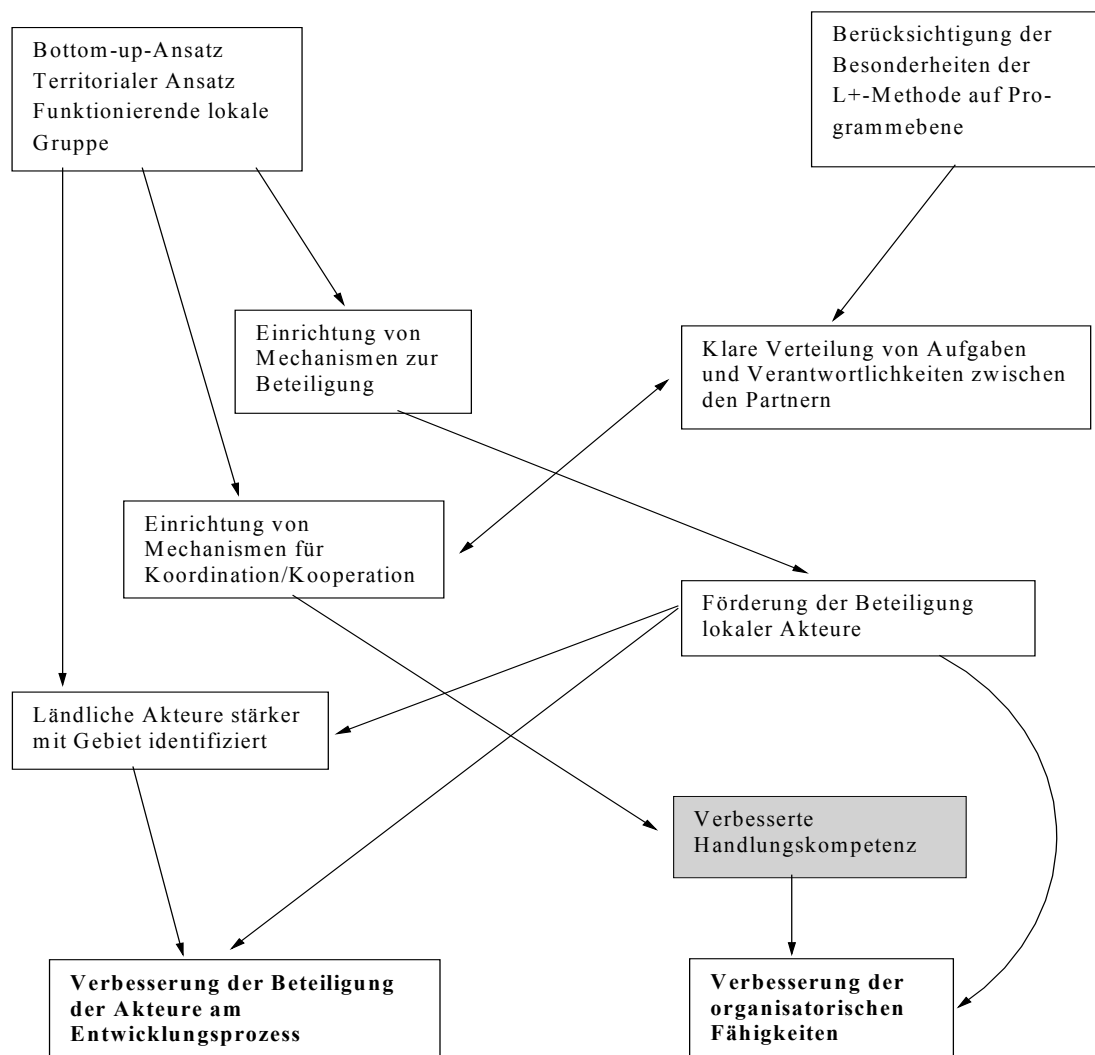 Bottom-up-Ansatz
Territorialer Ansatz
Funktionierende lokale
Gruppe
Berücksichtigung der
Besonderheiten der
L+-Methode auf Pro-
grammebene
Einrichtung von
Mechanismen zur
Beteiligung
Klare Verteilung von Aufgaben
und Verantwortlichkeiten zwischen
den Partnern
Einrichtung von
Mechanismen für
Koordination/Kooperation
Förderung der Beteiligung
lokaler Akteure
Ländliche Akteure stärker
mit Gebiet identifiziert
Verbesserte
Handlungskompetenz
Verbesserung der Beteiligung
der Akteure am
Entwicklungsprozess
Verbesserung der
organisatorischen
Fähigkeiten